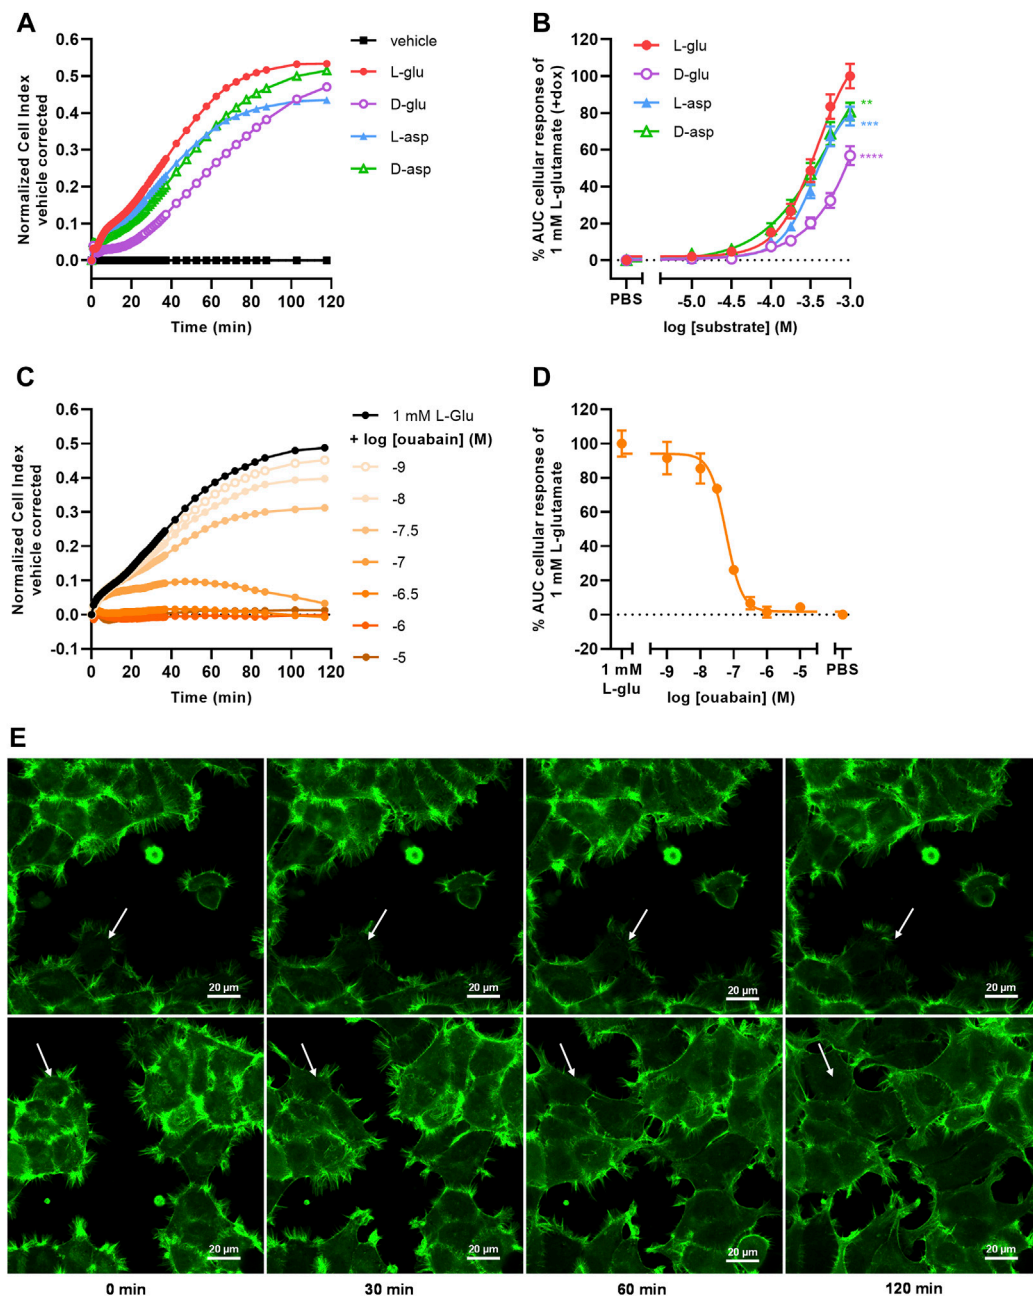 A
Normalized Cell Index
vehicle corrected
0.6
0.5
0.4
0.3
0.2
0.1
0.0
0 20 40 60 80 100 120
Time (min)
vehicle
L-glu
D-glu
L-asp
D-asp
B
% AUC cellular response of
1 mM L-glutamate (+dox)
120
100
80
60
40
20
0
-20
L-glu
D-glu
L-asp
D-asp
**
***
****
PBS -5.0 -4.5 -4.0 -3.5 -3.0
log [substrate] (M)
C
Normalized Cell Index
vehicle corrected
0.6
0.5
0.4
0.3
0.2
0.1
0.0
-0.1
0 20 40 60 80 100 120
Time (min)
1 mM L-Glu
+ log [ouabain] (M)
-9
-8
-7.5
-7
-6.5
-6
-5
D
% AUC cellular response of
1 mM L-glutamate
120
100
80
60
40
20
0
-20
1 mM
L-glu
-9 -8 -7 -6 -5 PBS
log [ouabain] (M)
E
20 µm 20 µm 20 µm 20 µm
20 µm 20 µm 20 µm 20 µm
0 min 30 min 60 min 120 min